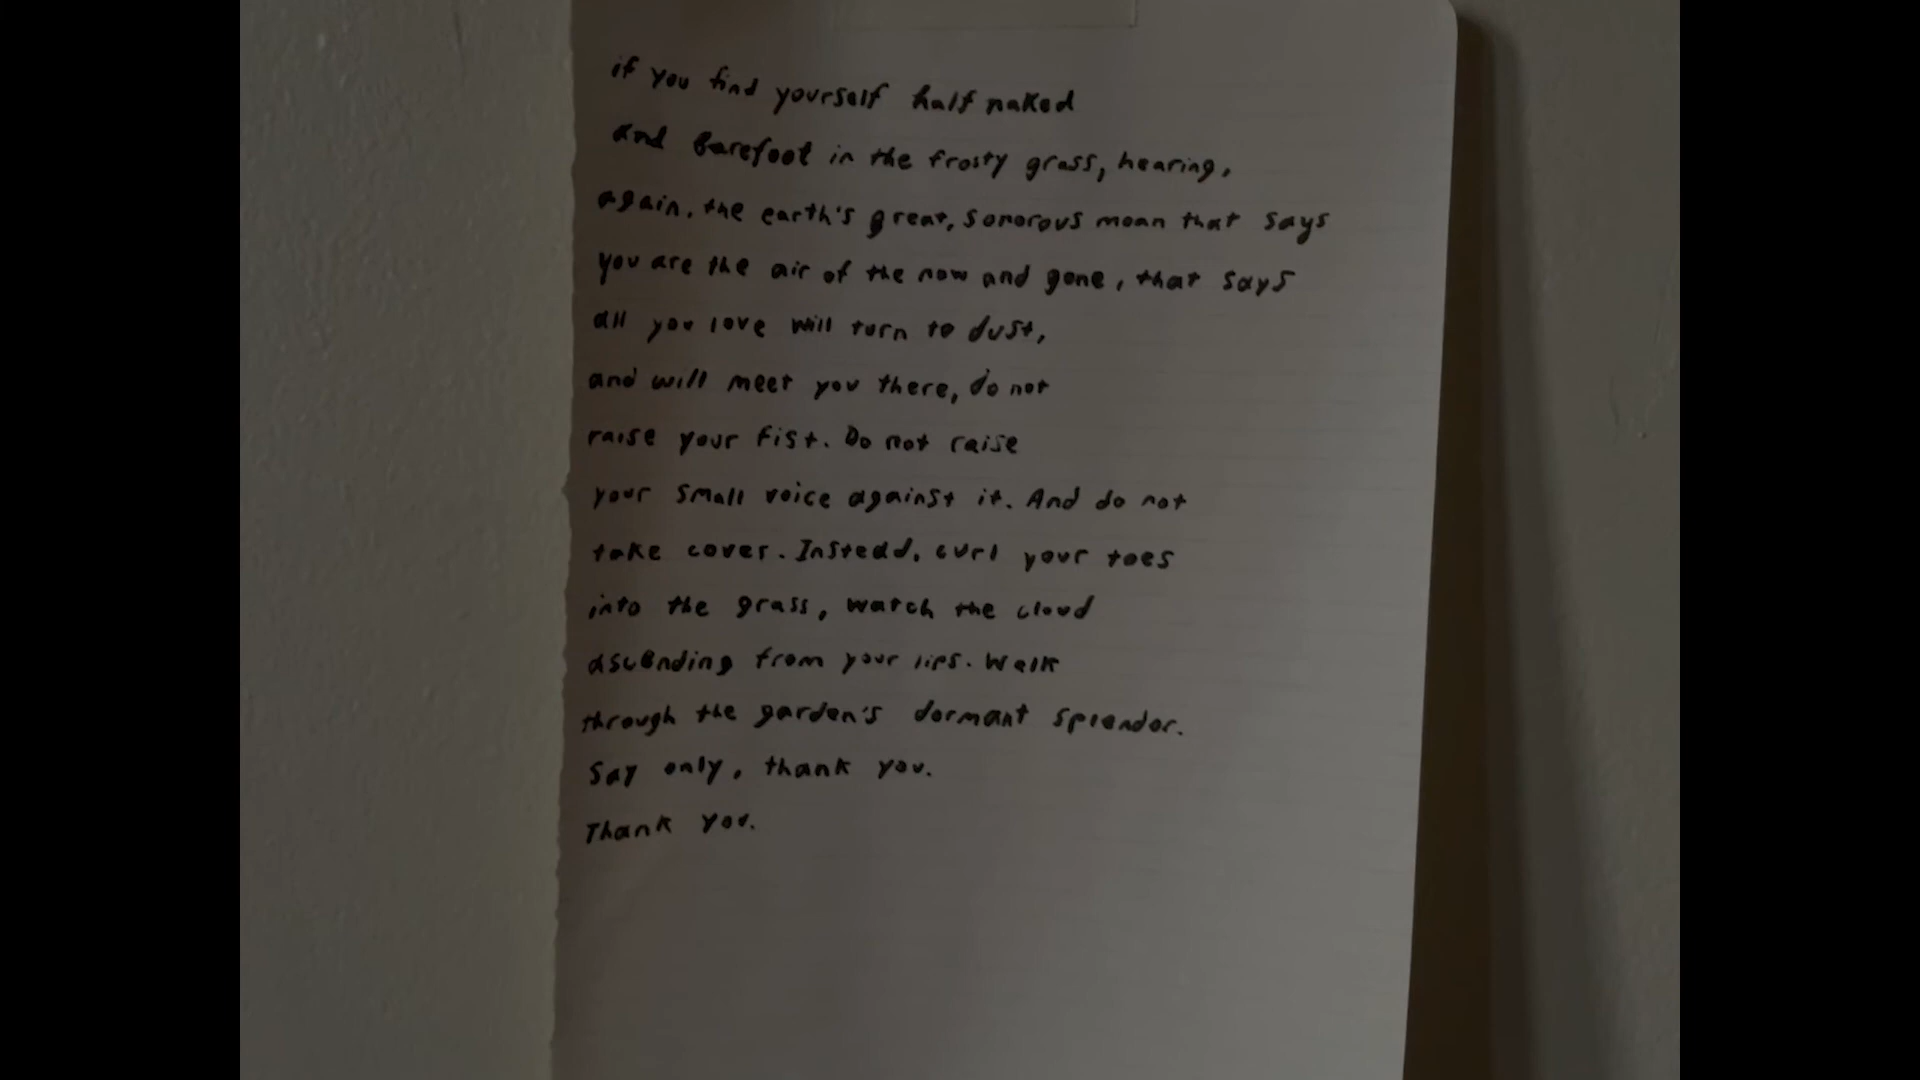 if you find yourself half naked
and barefoot in the frosty grass, hearing,
again, the earth's great, sonorous moan that says
you are the air of the now and gone, that says
all you love will turn to dust,
and will meet you there, do not
raise your fist. Do not raise
your small voice against it. And do not
take cover. Instead, curl your toes
into the grass, watch the cloud
ascending from your lips. Walk
through the garden's dormant splendor.
Say only, thank you.
Thank you.